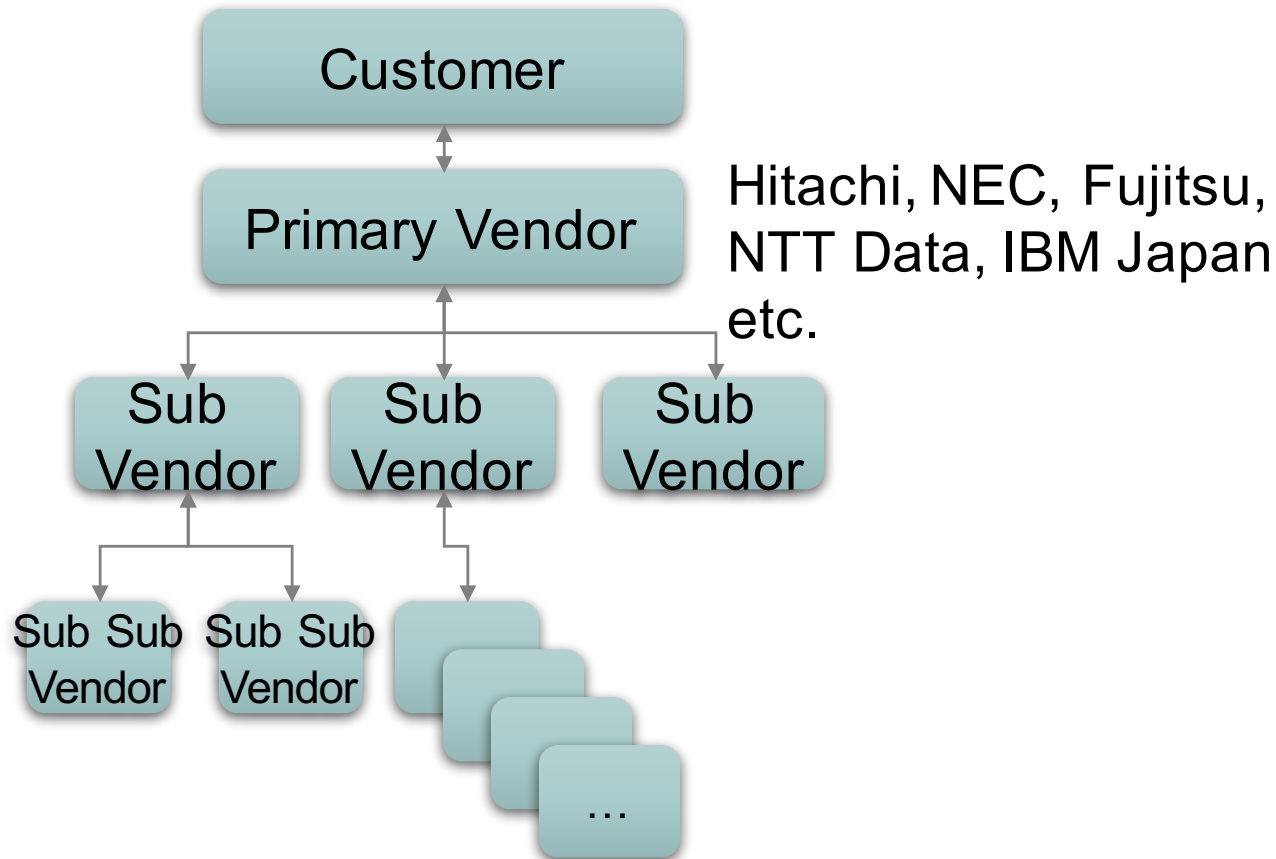 Customer
Primary Vendor
Hitachi, NEC, Fujitsu,
NTT Data, IBM Japan
etc.
Sub
Vendor
Sub
Vendor
Sub
Vendor
Sub Sub
Vendor
Sub Sub
Vendor
…